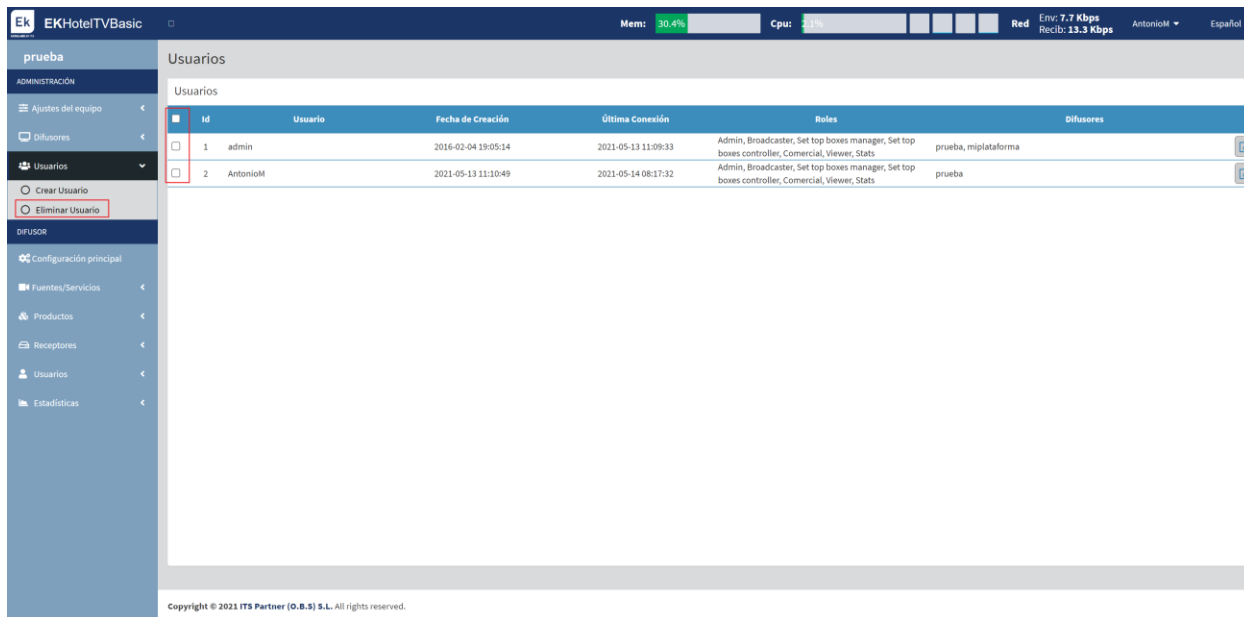 Ek EKHotelTVBasic Mem: 30.4% Cpu: 2.1% Red Env: 7.7 Kbps AntonioM Español
Recib: 13.3 Kbps
prueba
Usuarios
ADMINISTRACIÓN
Usuarios
Ajustes del equipo
Id Usuario Fecha de Creación Última Conexión Roles Difusores
Difusores
1 admin 2016-02-04 19:05:14 2021-05-13 11:09:33 Admin, Broadcaster, Set top boxes manager, Set top prueba, miplataforma
boxes controller, Comercial, Viewer, Stats
Usuarios
2 AntonioM 2021-05-13 11:10:49 2021-05-14 08:17:32 Admin, Broadcaster, Set top boxes manager, Set top prueba
boxes controller, Comercial, Viewer, Stats
Crear Usuario
Eliminar Usuario
DIFUSOR
Configuración principal
Fuentes/Servicios
Productos
Receptores
Usuarios
Estadísticas
Copyright © 2021 ITS Partner (O.B.S) S.L. All rights reserved.